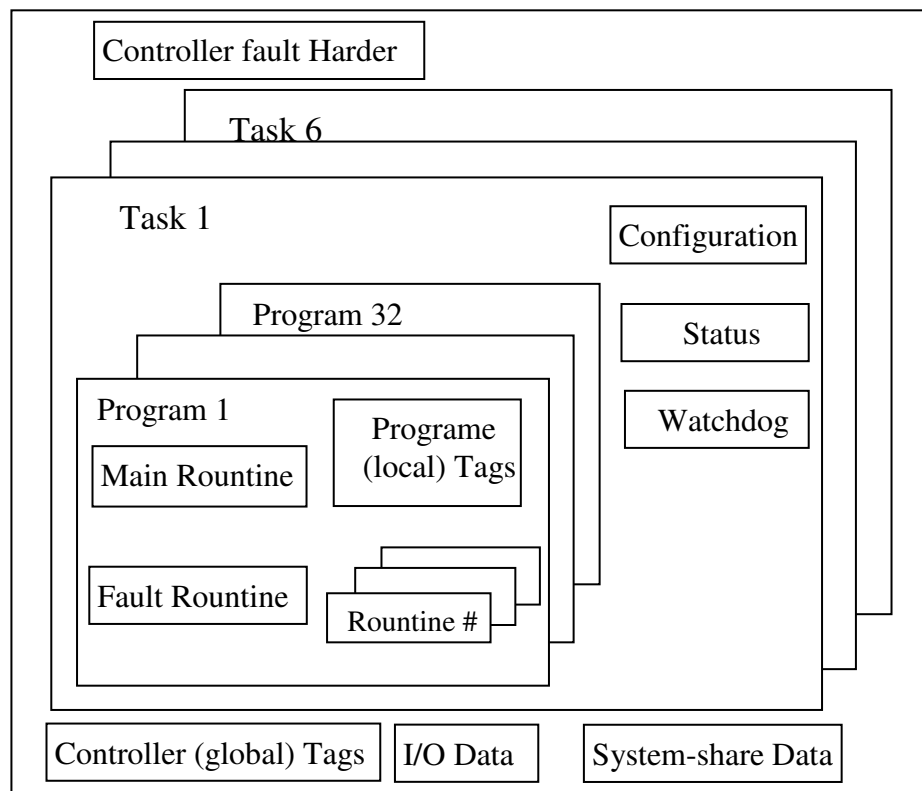 Controller fault Harder
Task 6
Task 1
Configuration
Program 32
Status
Program 1
Programe
(local) Tags
Watchdog
Main Rountine
Fault Rountine
Rountine #
Controller (global) Tags
I/O Data
System-share Data